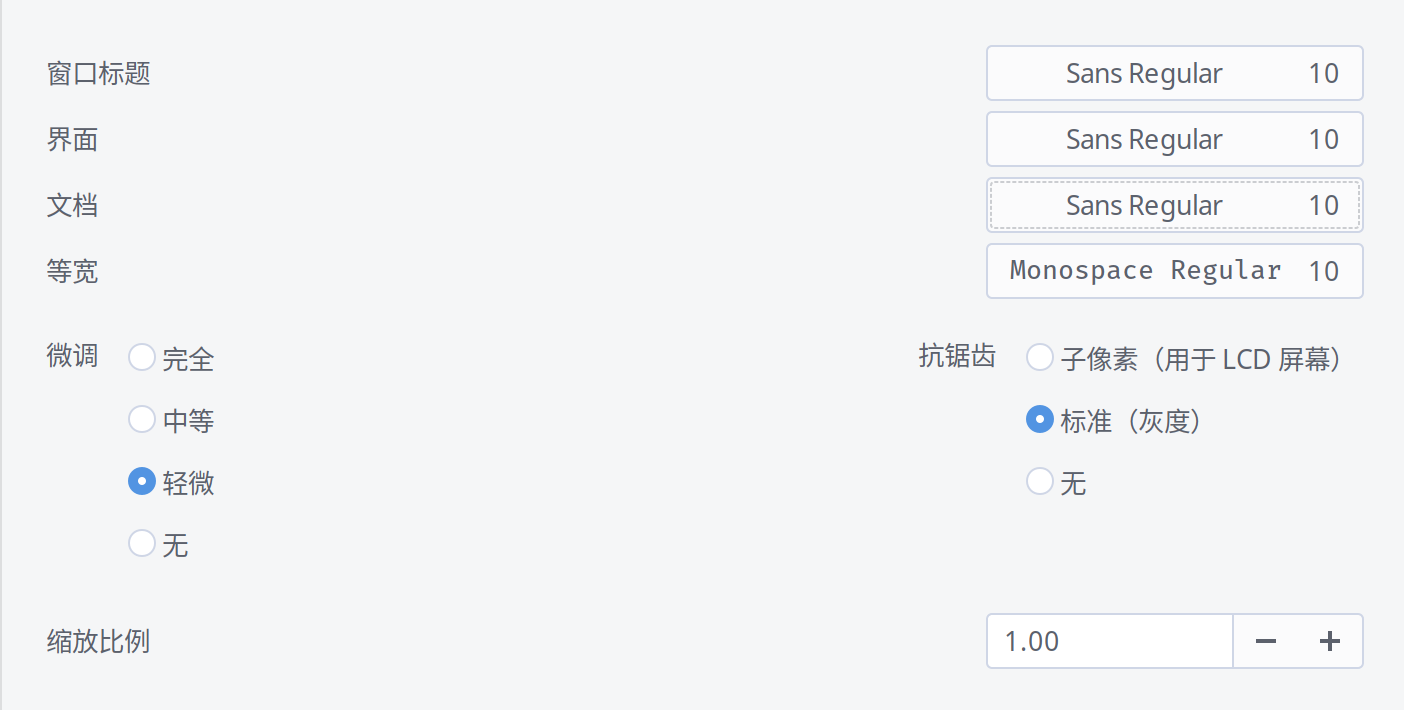 窗口标题 Sans Regular 10
界面 Sans Regular 10
文档 Sans Regular 10
等宽 Monospace Regular 10
微调 完全 抗锯齿 子像素（用于 LCD 屏幕）
中等 标准（灰度）
轻微 无
无
缩放比例 1.00 − +